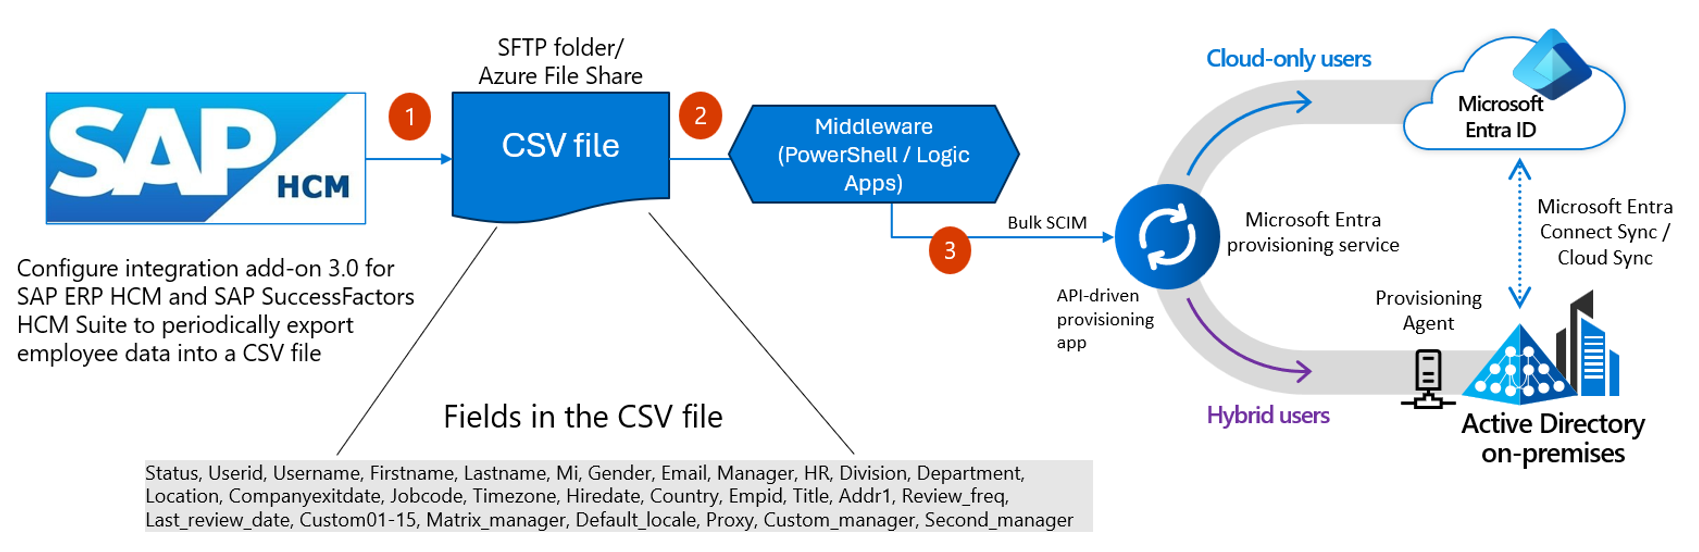 SFTP folder/
Azure File Share
SAP HCM
1
CSV file
2
Middleware
(PowerShell / Logic
Apps)
3
Bulk SCIM
Configure integration add-on 3.0 for
SAP ERP HCM and SAP SuccessFactors
HCM Suite to periodically export
employee data into a CSV file
Fields in the CSV file
Status, Userid, Username, Firstname, Lastname, Mi, Gender, Email, Manager, HR, Division, Department,
Location, Companyexitdate, Jobcode, Timezone, Hiredate, Country, Empid, Title, Addr1, Review_freq,
Last_review_date, Custom01-15, Matrix_manager, Default_locale, Proxy, Custom_manager, Second_manager
API-driven
provisioning
app
Microsoft Entra
provisioning service
Cloud-only users
Microsoft
Entra ID
Microsoft Entra
Connect Sync /
Cloud Sync
Provisioning
Agent
Hybrid users
Active Directory
on-premises